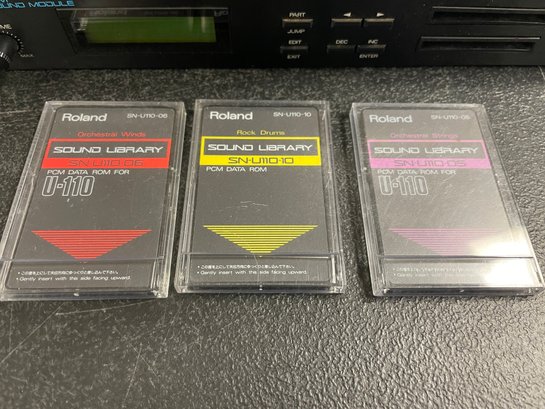 SOUND MODULE
MAX
PART
◄
►
JUMP
EDIT
DEC
INC
EXIT
ENTER
Roland
SN-U110-06
Orchestral Winds
SOUND LIBRARY
SN-U110-06
PCM DATA ROM FOR
U-110
• Gently insert with this side facing upward.
Roland
SN-U110-10
Rock Drums
SOUND LIBRARY
SN-U110-10
PCM DATA ROM
• Gently insert with this side facing upward.
Roland
SN-U110-05
Orchestral Strings
SOUND LIBRARY
SN-U110-05
PCM DATA ROM FOR
U-110
• Gently insert with this side facing upward.